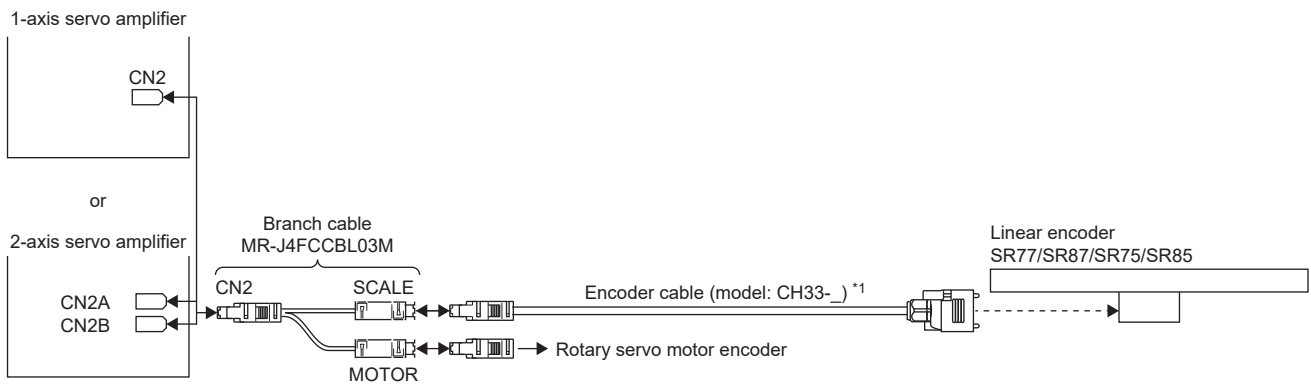 1-axis servo amplifier
CN2
or
2-axis servo amplifier
CN2A
CN2B
Branch cable
MR-J4FCCBL03M
CN2
SCALE
MOTOR
Encoder cable (model: CH33-_) *1
Rotary servo motor encoder
Linear encoder
SR77/SR87/SR75/SR85